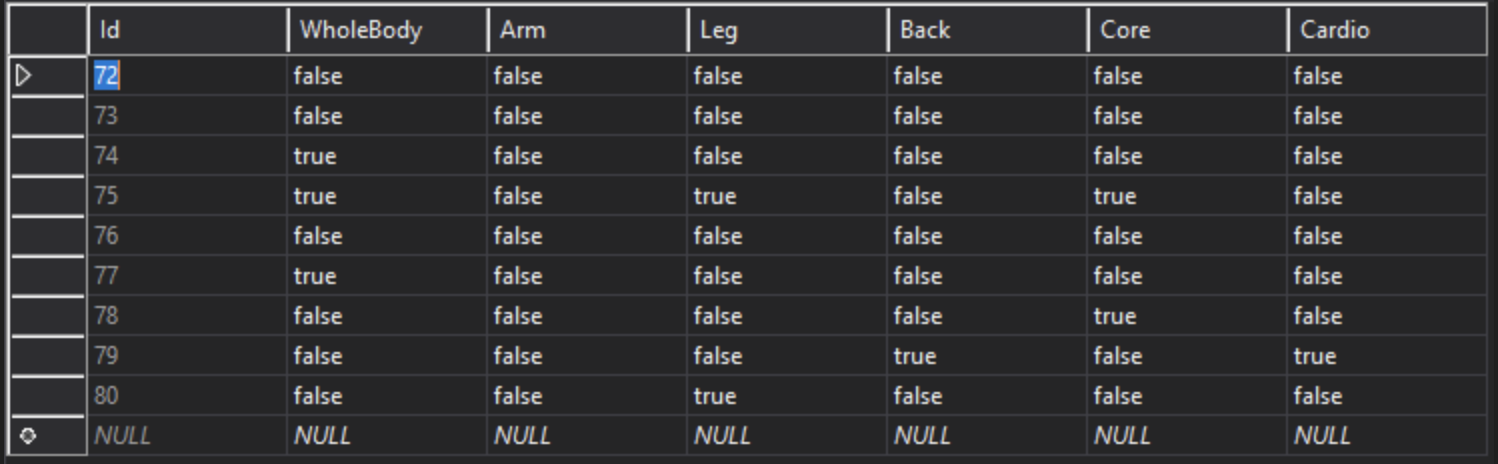 Id WholeBody Arm Leg Back Core Cardio
72 false false false false false false
73 false false false false false false
74 true false false false false false
75 true false true false true false
76 false false false false false false
77 true false false false false false
78 false false false false true false
79 false false false true false true
80 false false true false false false
NULL NULL NULL NULL NULL NULL NULL